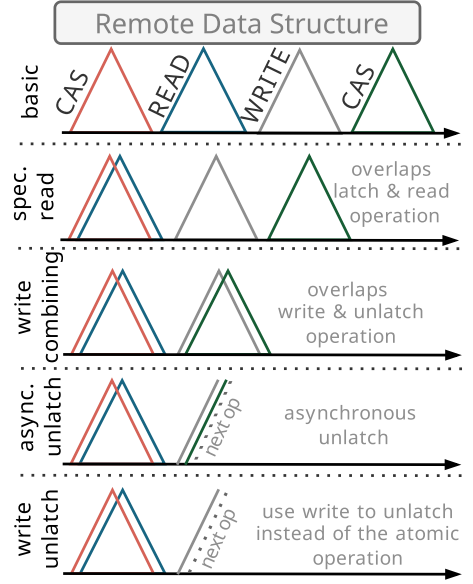 Remote Data Structure
basic
CAS
READ
WRITE
CAS
spec.
read
overlaps
latch & read
operation
write
combining
overlaps
write & unlatch
operation
async.
unlatch
next op
asynchronous
unlatch
write
unlatch
next op
use write to unlatch
instead of the atomic
operation